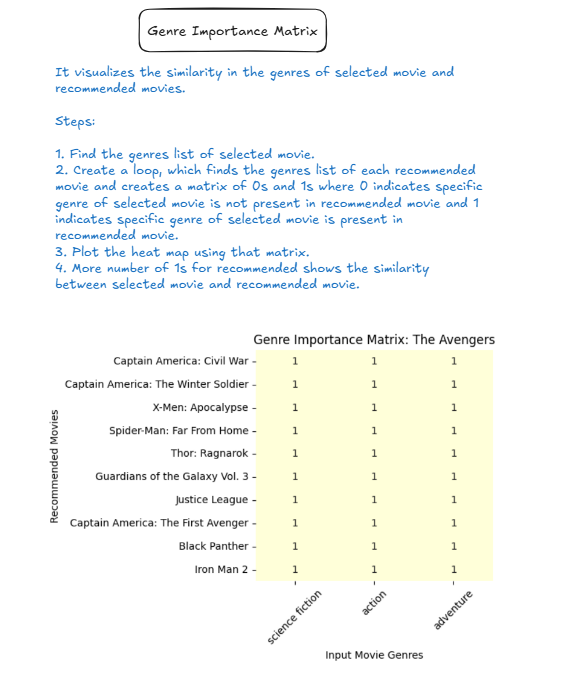 Genre Importance Matrix
It visualizes the similarity in the genres of selected movie and
recommended movies.
Steps:
1. Find the genres list of selected movie.
2. Create a loop, which finds the genres list of each recommended
movie and creates a matrix of 0s and 1s where 0 indicates specific
genre of selected movie is not present in recommended movie and 1
indicates specific genre of selected movie is present in
recommended movie.
3. Plot the heat map using that matrix.
4. More number of 1s for recommended shows the similarity
between selected movie and recommended movie.
Genre Importance Matrix: The Avengers
Recommended Movies
Captain America: Civil War 1 1 1
Captain America: The Winter Soldier 1 1 1
X-Men: Apocalypse 1 1 1
Spider-Man: Far From Home 1 1 1
Thor: Ragnarok 1 1 1
Guardians of the Galaxy Vol. 3 1 1 1
Justice League 1 1 1
Captain America: The First Avenger 1 1 1
Black Panther 1 1 1
Iron Man 2 1 1 1
science fiction action adventure
Input Movie Genres